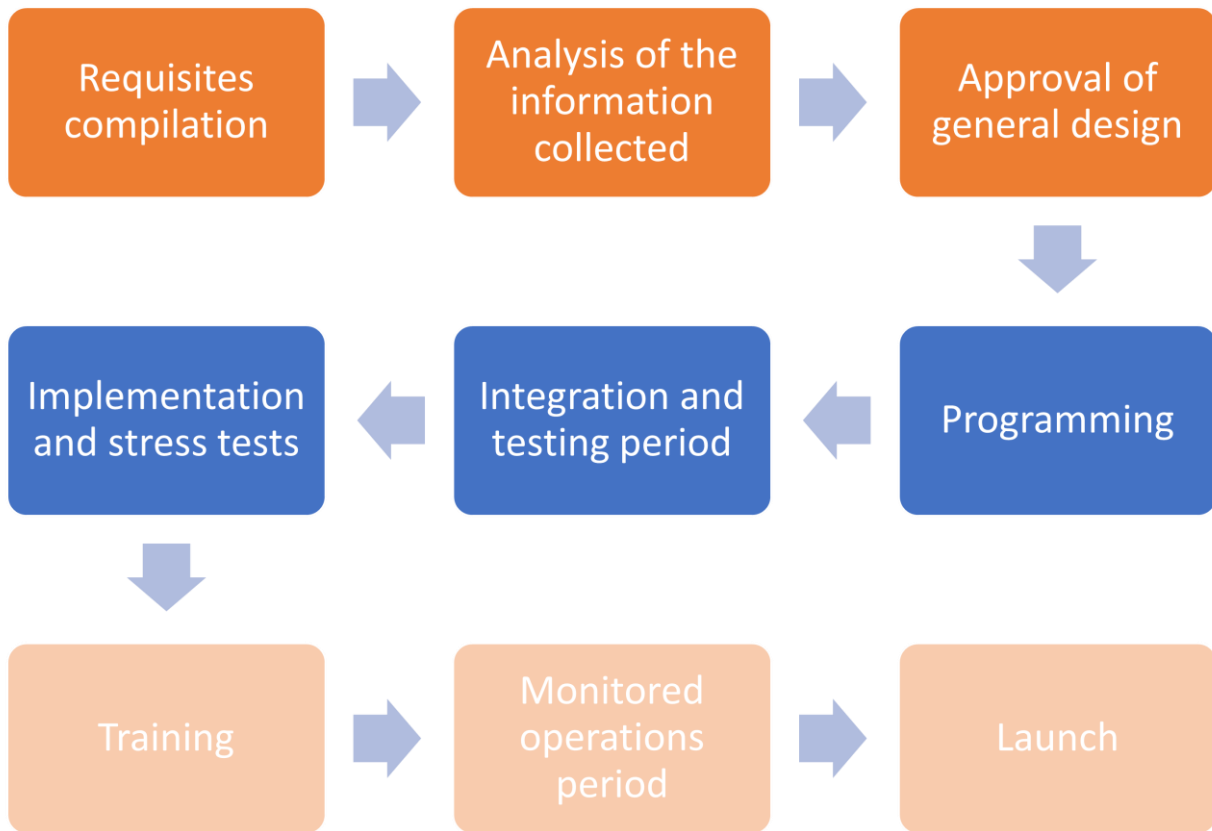 Requisites
compilation
Analysis of the
information
collected
Approval of
general design
Programming
Integration and
testing period
Implementation
and stress tests
Training
Monitored
operations
period
Launch